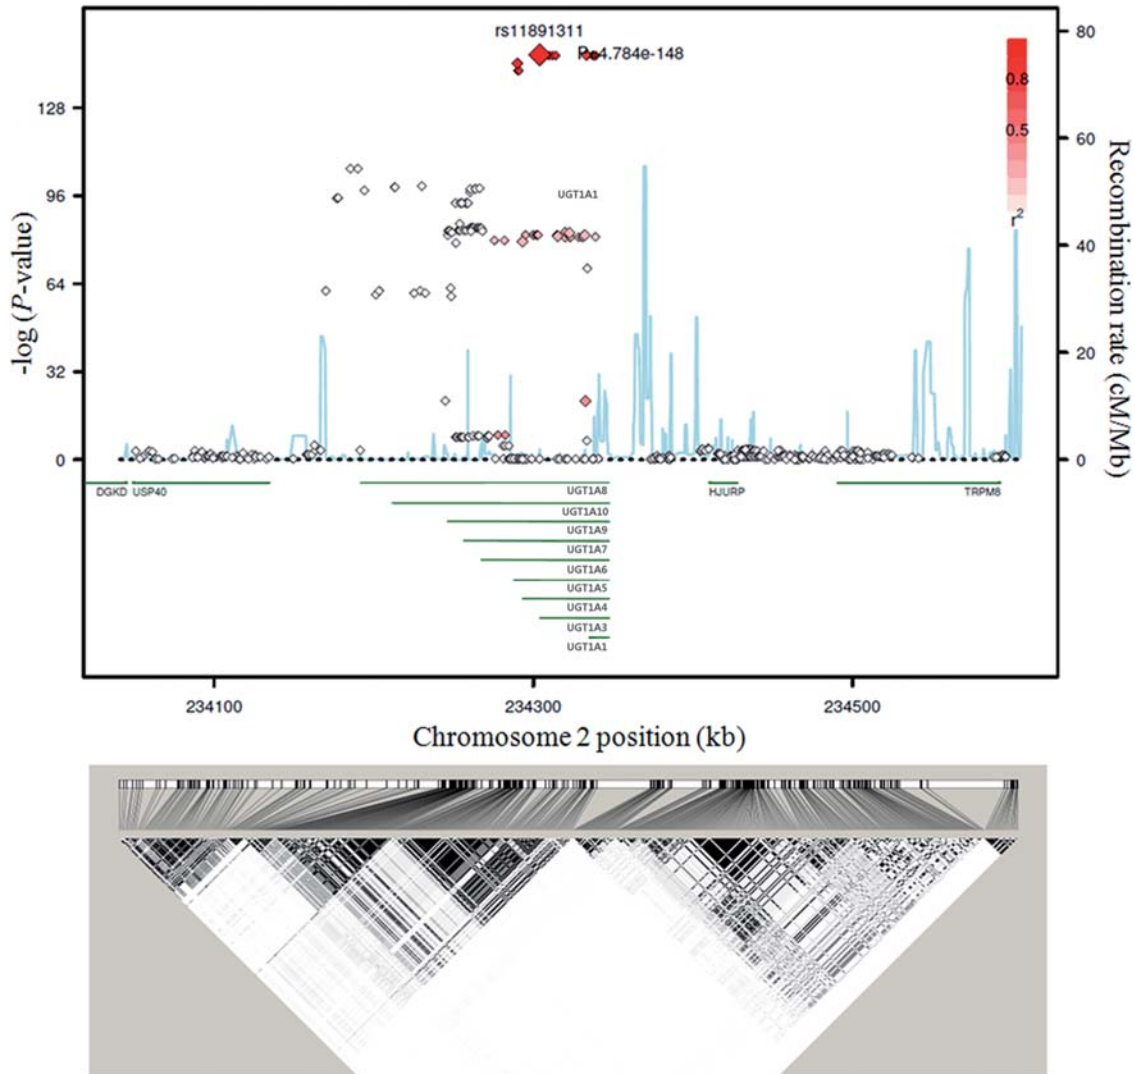 rs11891311
P=4.784e-148
80
0.8
128
60
0.5
96
UGT1A1
r2
40
64
32
20
0
0
-log (P-value)
Recombination rate (cM/Mb)
DGKD USP40 UGT1A8 HJURP TRPM8
UGT1A10
UGT1A9
UGT1A7
UGT1A6
UGT1A5
UGT1A4
UGT1A3
UGT1A1
234100 234300 234500
Chromosome 2 position (kb)